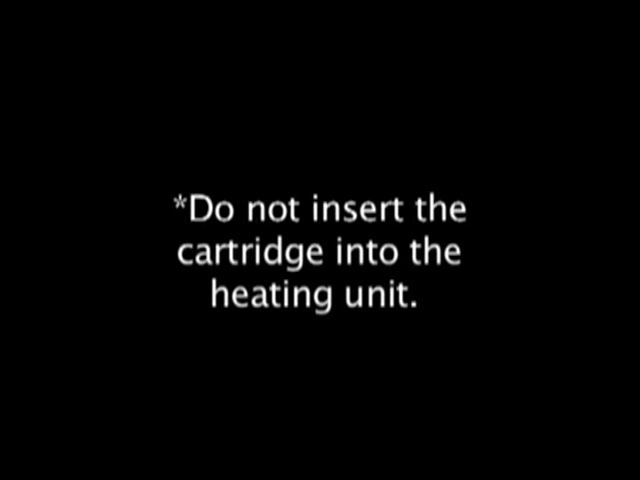 *Do not insert the
cartridge into the
heating unit.